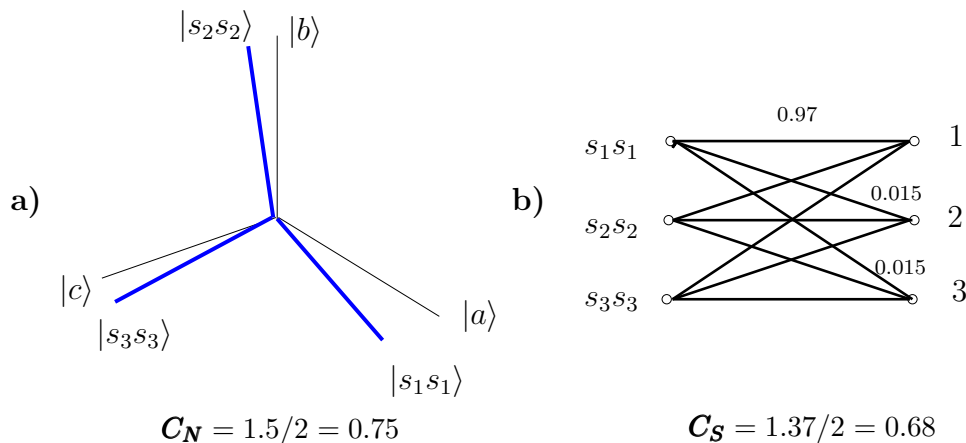 |s₂s₂⟩
|b⟩
a)
|c⟩
|s₃s₃⟩
|a⟩
|s₁s₁⟩
C_N = 1.5/2 = 0.75
b)
0.97
s₁s₁
1
0.015
s₂s₂
2
0.015
s₃s₃
3
C_S = 1.37/2 = 0.68